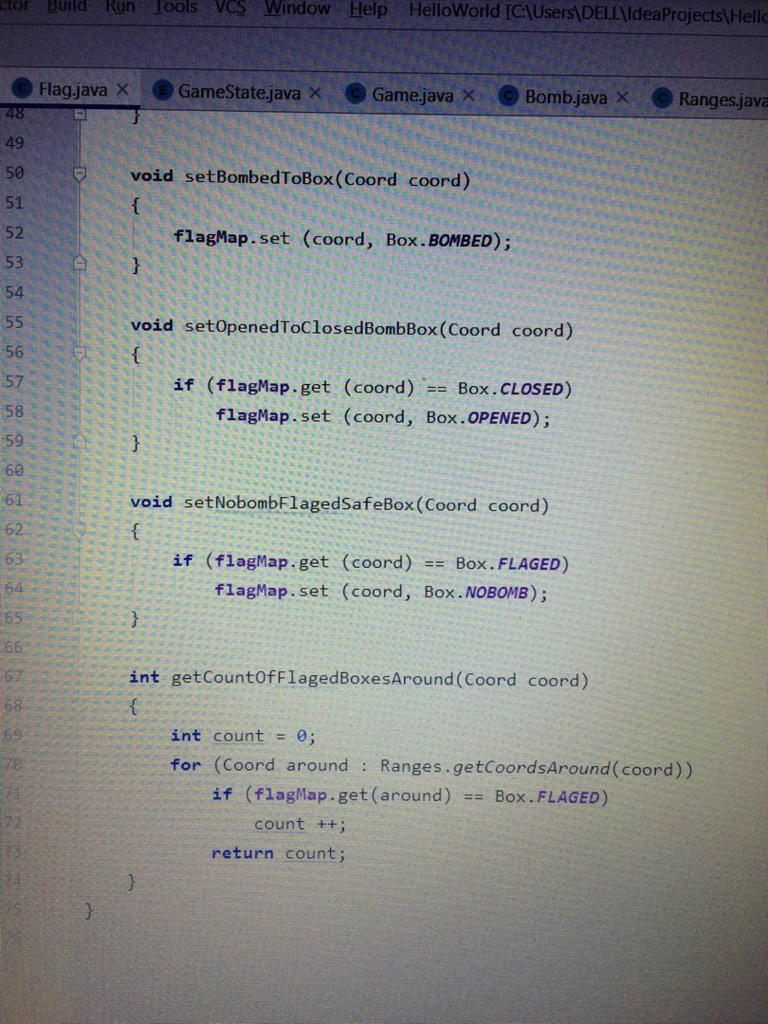 Build Run Tools VCS Window Help HelloWorld [C:\Users\DELL\IdeaProjects\Hello
Flag.java × GameState.java × Game.java × Bomb.java × Ranges.java
48 }
49
50 void setBombedToBox(Coord coord)
51 {
52 flagMap.set (coord, Box.BOMBED);
53 }
54
55 void setOpenedToClosedBombBox(Coord coord)
56 {
57 if (flagMap.get (coord) == Box.CLOSED)
58 flagMap.set (coord, Box.OPENED);
59 }
60
61 void setNobombFlagedSafeBox(Coord coord)
62 {
63 if (flagMap.get (coord) == Box.FLAGED)
64 flagMap.set (coord, Box.NOBOMB);
65 }
66
67 int getCountOfFlagedBoxesAround(Coord coord)
68 {
69 int count = 0;
70 for (Coord around : Ranges.getCoordsAround(coord))
71 if (flagMap.get(around) == Box.FLAGED)
72 count ++;
73 return count;
74 }
75 }
76